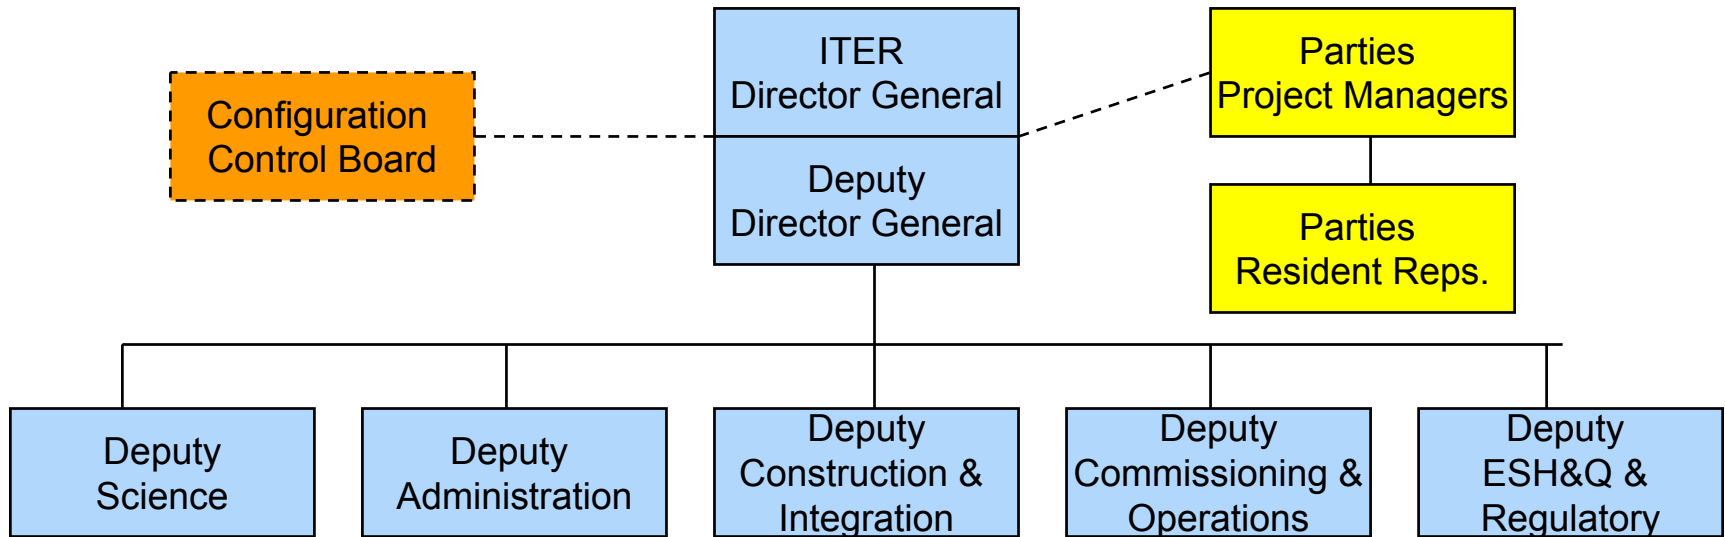 ITER
Director General
Parties
Project Managers
Configuration
Control Board
Deputy
Director General
Parties
Resident Reps.
Deputy
Science
Deputy
Administration
Deputy
Construction &
Integration
Deputy
Commissioning &
Operations
Deputy
ESH&Q &
Regulatory